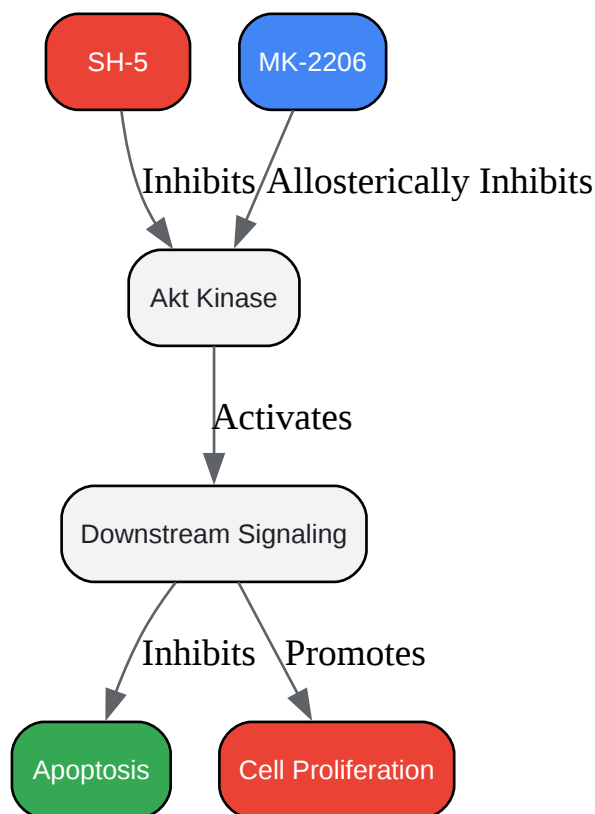 SH-5
MK-2206
Inhibits
Allosterically Inhibits
Akt Kinase
Activates
Downstream Signaling
Inhibits
Promotes
Apoptosis
Cell Proliferation